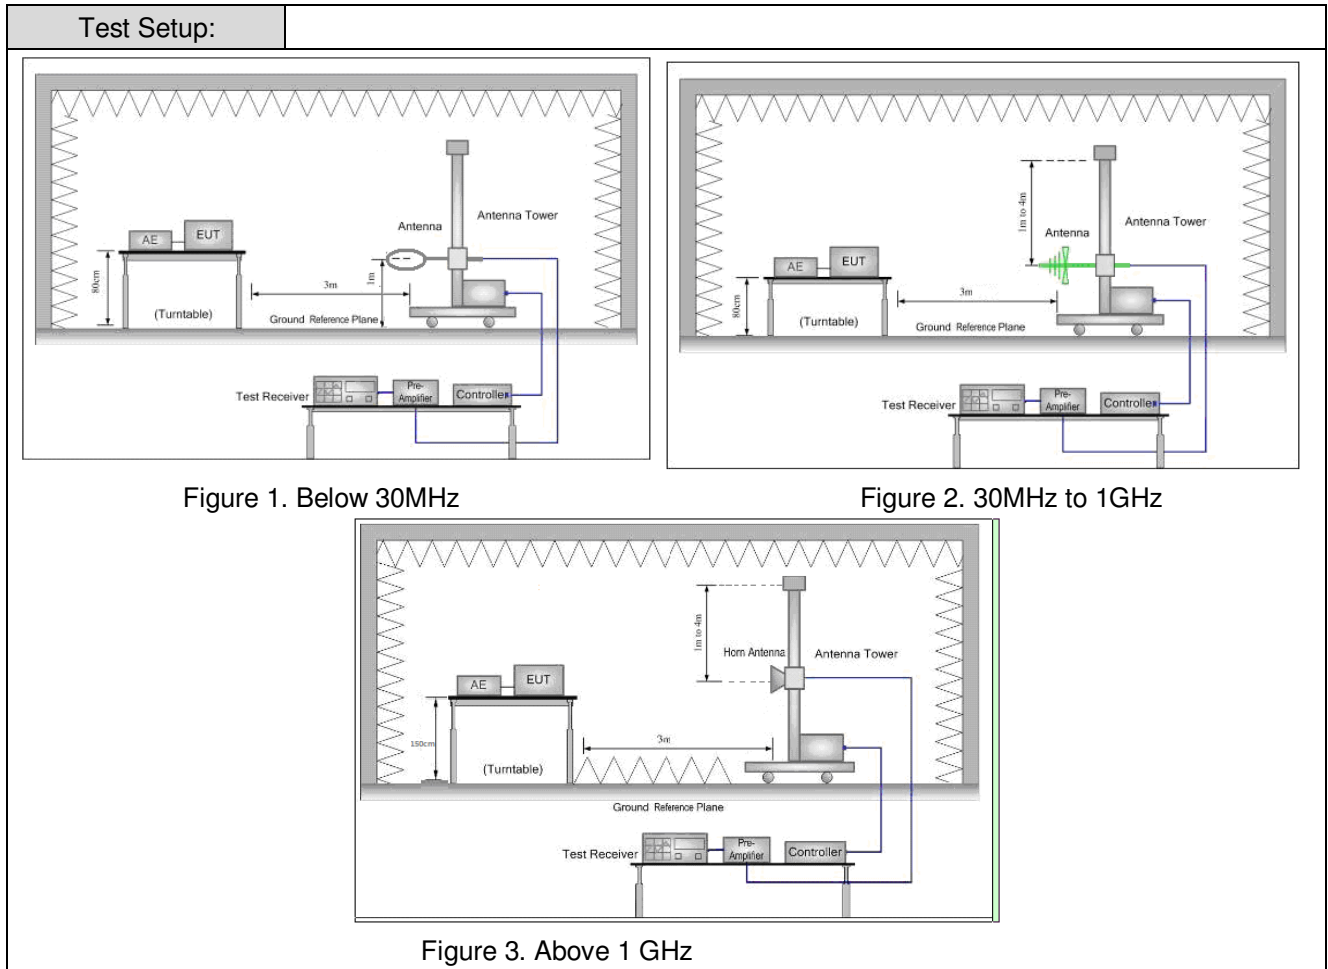 Test Setup:
Antenna
Antenna Tower
AE
EUT
80cm
1m
3m
(Turntable)
Ground Reference Plane
Test Receiver
Pre-
Amplifier
Controller
Figure 1. Below 30MHz
1m to 4m
Antenna
Antenna Tower
AE
EUT
80cm
3m
(Turntable)
Ground Reference Plane
Test Receiver
Pre-
Amplifier
Controller
Figure 2. 30MHz to 1GHz
1m to 4m
Horn Antenna
Antenna Tower
AE
EUT
150cm
3m
(Turntable)
Ground Reference Plane
Test Receiver
Pre-
Amplifier
Controller
Figure 3. Above 1 GHz